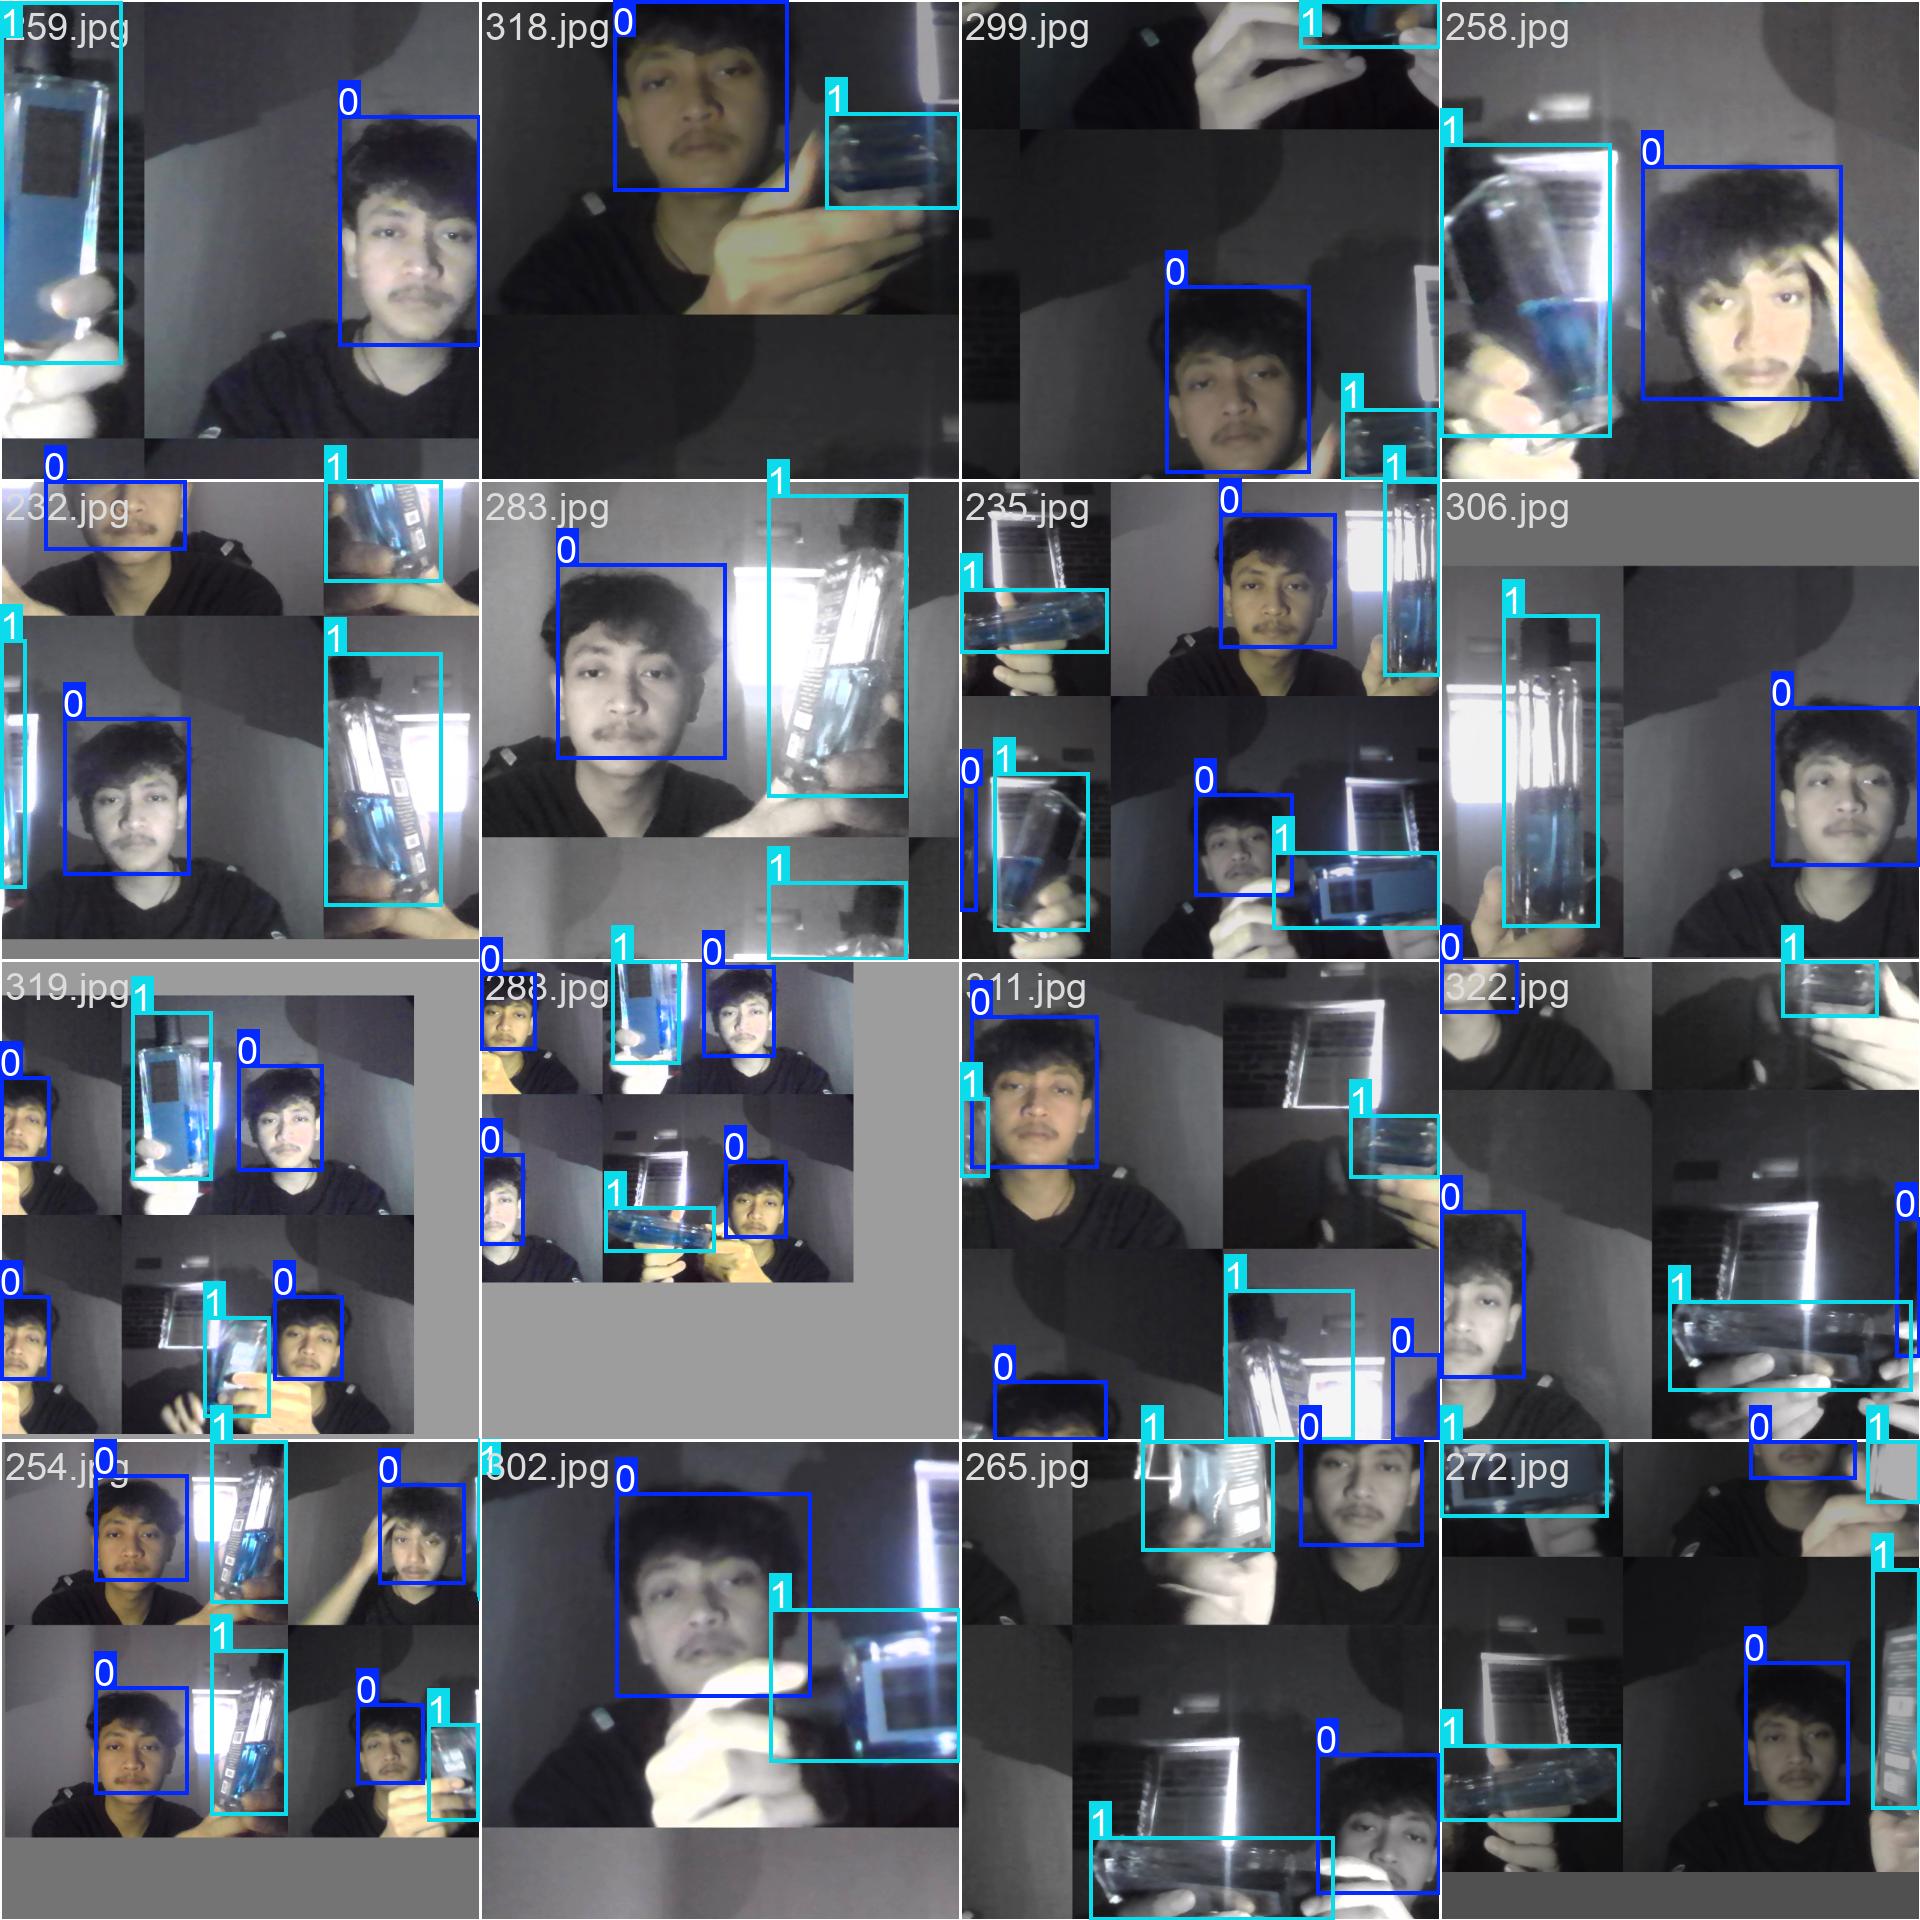 1 259.jpg 0
318.jpg 0 1
299.jpg 1 0 1 1
258.jpg 1 0
232.jpg 0 1 1 0 1
283.jpg 0 1 1
235.jpg 0 1 1 0 1 0 1
306.jpg 1 0
319.jpg 1 0 0 0 1 0
288.jpg 0 1 0 0 1 0
311.jpg 0 1 1 1 0 0
322.jpg 0 1 0 0 1
254.jpg 0 1 0 1 0 0 1
302.jpg 1 0 1
265.jpg 1 0 0 1
272.jpg 1 0 1 1 0 1